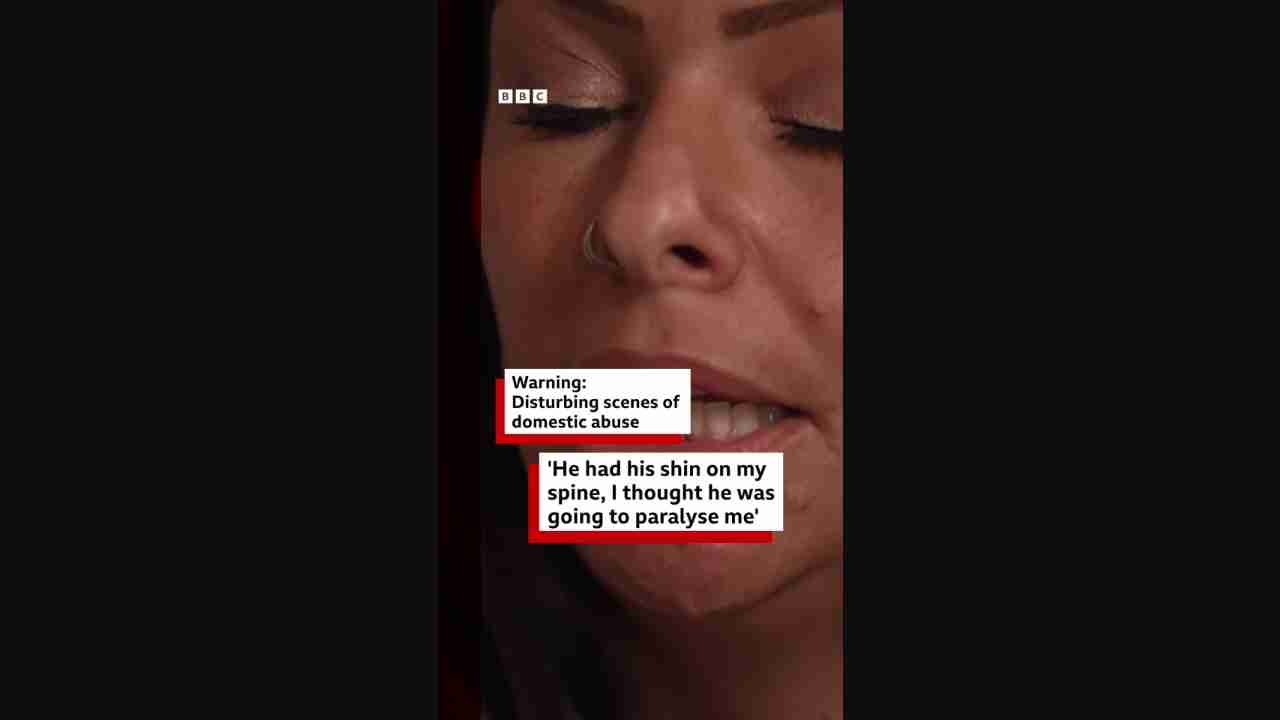 BBC
Warning:
Disturbing scenes of
domestic abuse
'He had his shin on my
spine, I thought he was
going to paralyse me'